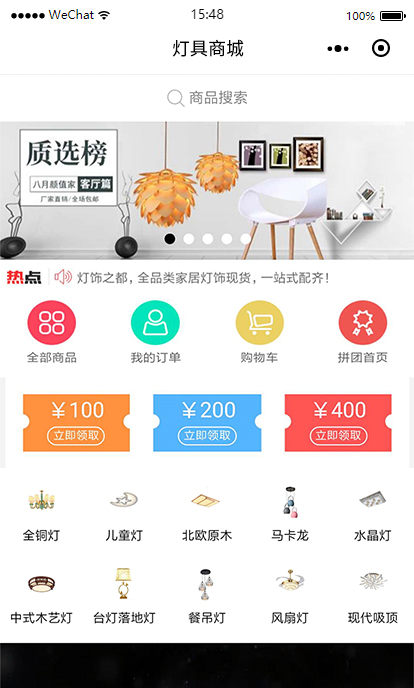 WeChat
15:48
100%
灯具商城
商品搜索
质选榜
八月颜值家 客厅篇
厂家直销/全场包邮
热点 灯饰之都，全品类家居灯饰现货，一站式配齐！
全部商品 我的订单 购物车 拼团首页
￥100 ￥200 ￥400
立即领取 立即领取 立即领取
全铜灯 儿童灯 北欧原木 马卡龙 水晶灯
中式木艺灯 台灯落地灯 餐吊灯 风扇灯 现代吸顶